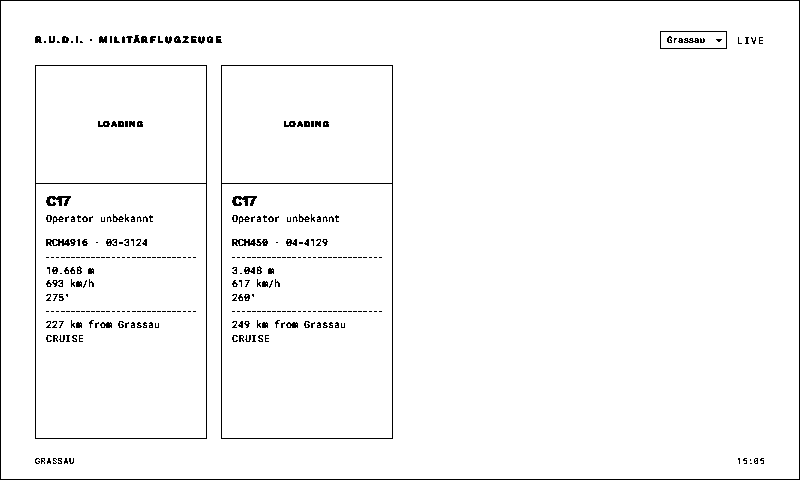 R.U.D.I. · MILITÄRFLUGZEUGE
Grassau
LIVE
LOADING
C17
Operator unbekannt
RCH4916 · 03-3124
10.668 m
693 km/h
275°
227 km from Grassau
CRUISE
LOADING
C17
Operator unbekannt
RCH450 · 04-4129
3.048 m
617 km/h
260°
249 km from Grassau
CRUISE
GRASSAU
15:05